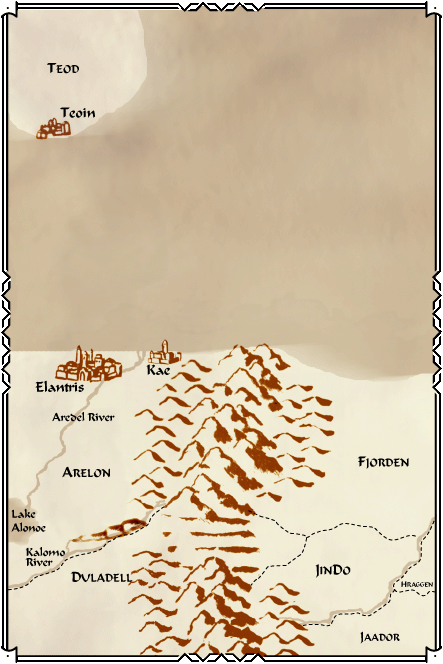 TEOD
Teoin
Kae
Elantris
Aredel River
ARELON
FJORDEN
Lake
Alonoe
Kalomo
River
DULADELL
JINDO
HRAGGEN
JAADOR